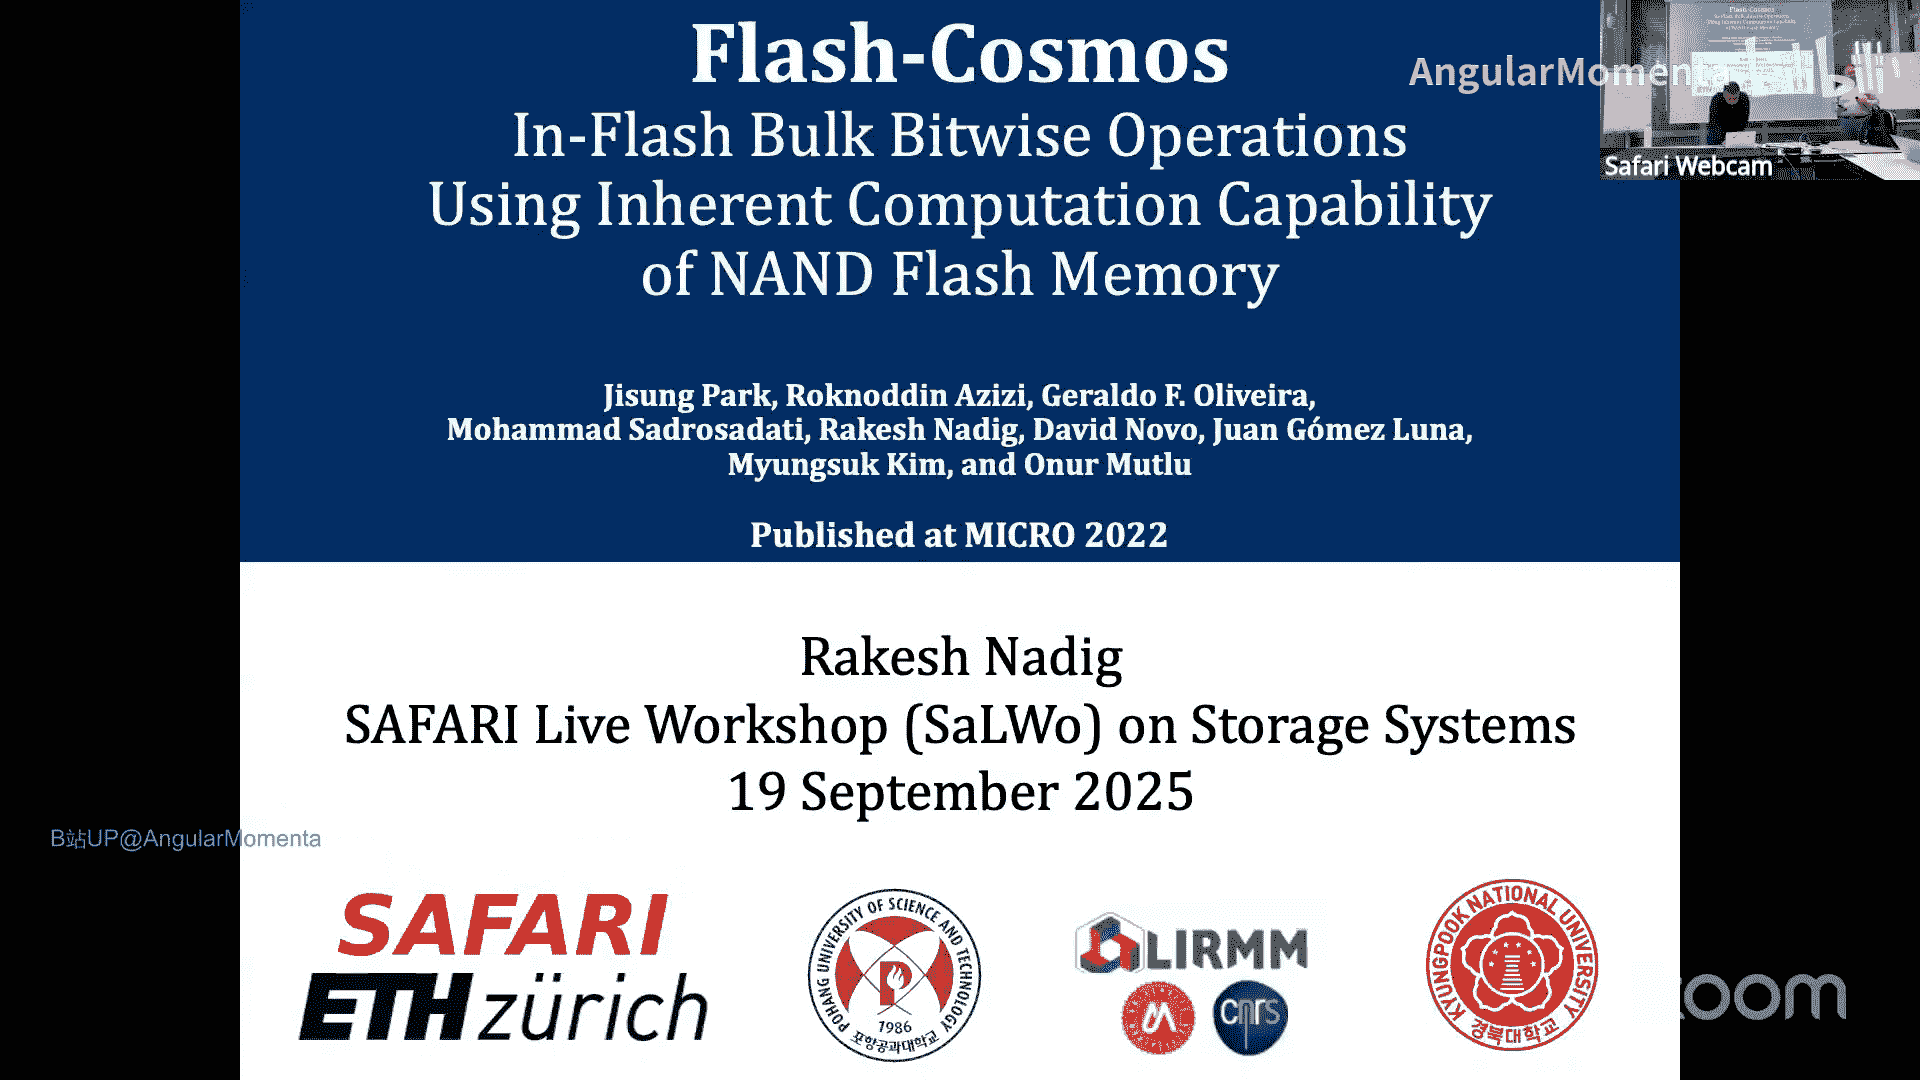 Flash-Cosmos
In-Flash Bulk Bitwise Operations
Using Inherent Computation Capability
of NAND Flash Memory
Jisung Park, Roknoddin Azizi, Geraldo F. Oliveira,
Mohammad Sadrosadati, Rakesh Nadig, David Novo, Juan Gómez Luna,
Myungsuk Kim, and Onur Mutlu
Published at MICRO 2022
AngularMomenta
Safari Webcam
Rakesh Nadig
SAFARI Live Workshop (SaLWo) on Storage Systems
19 September 2025
B站UP@AngularMomenta
SAFARI
ETH zürich
POHANG UNIVERSITY OF SCIENCE AND TECHNOLOGY
1986
포항공과대학교
LIRMM
cnrs
KYUNGPOOK NATIONAL UNIVERSITY
경북대학교
zoom